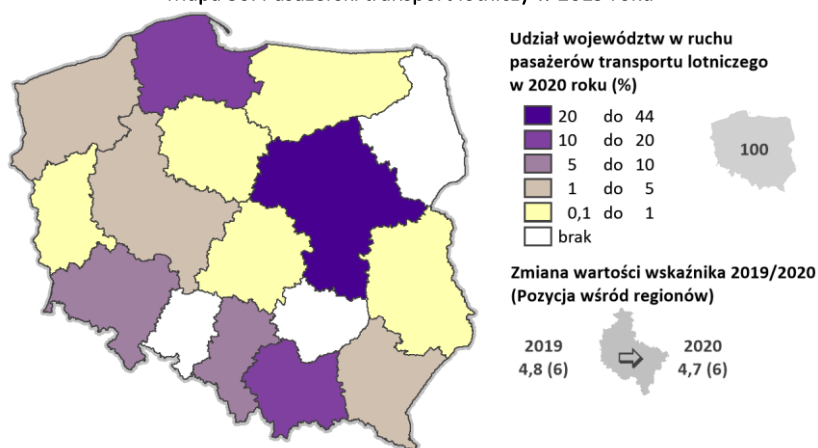 Udział województw w ruchu
pasażerów transportu lotniczego
w 2020 roku (%)
20 do 44
10 do 20
5 do 10
1 do 5
0,1 do 1
brak
100
Zmiana wartości wskaźnika 2019/2020
(Pozycja wśród regionów)
2019 2020
4,8 (6) 4,7 (6)